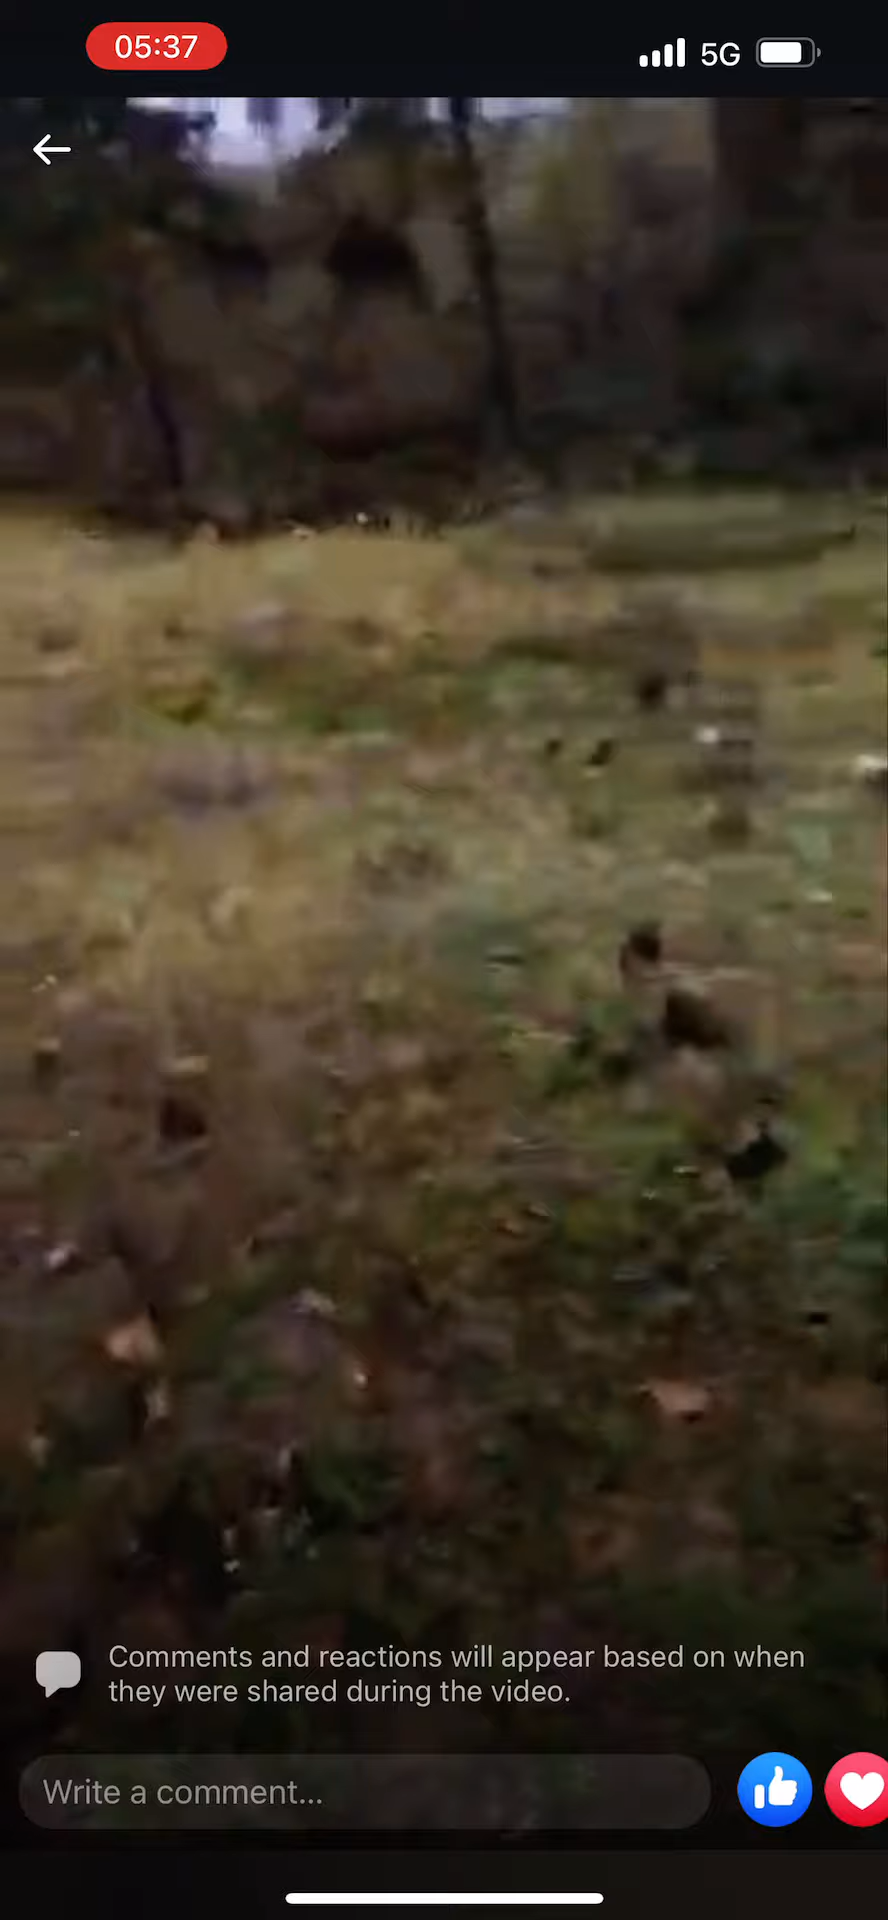 05:37
5G
Comments and reactions will appear based on when
they were shared during the video.
Write a comment...